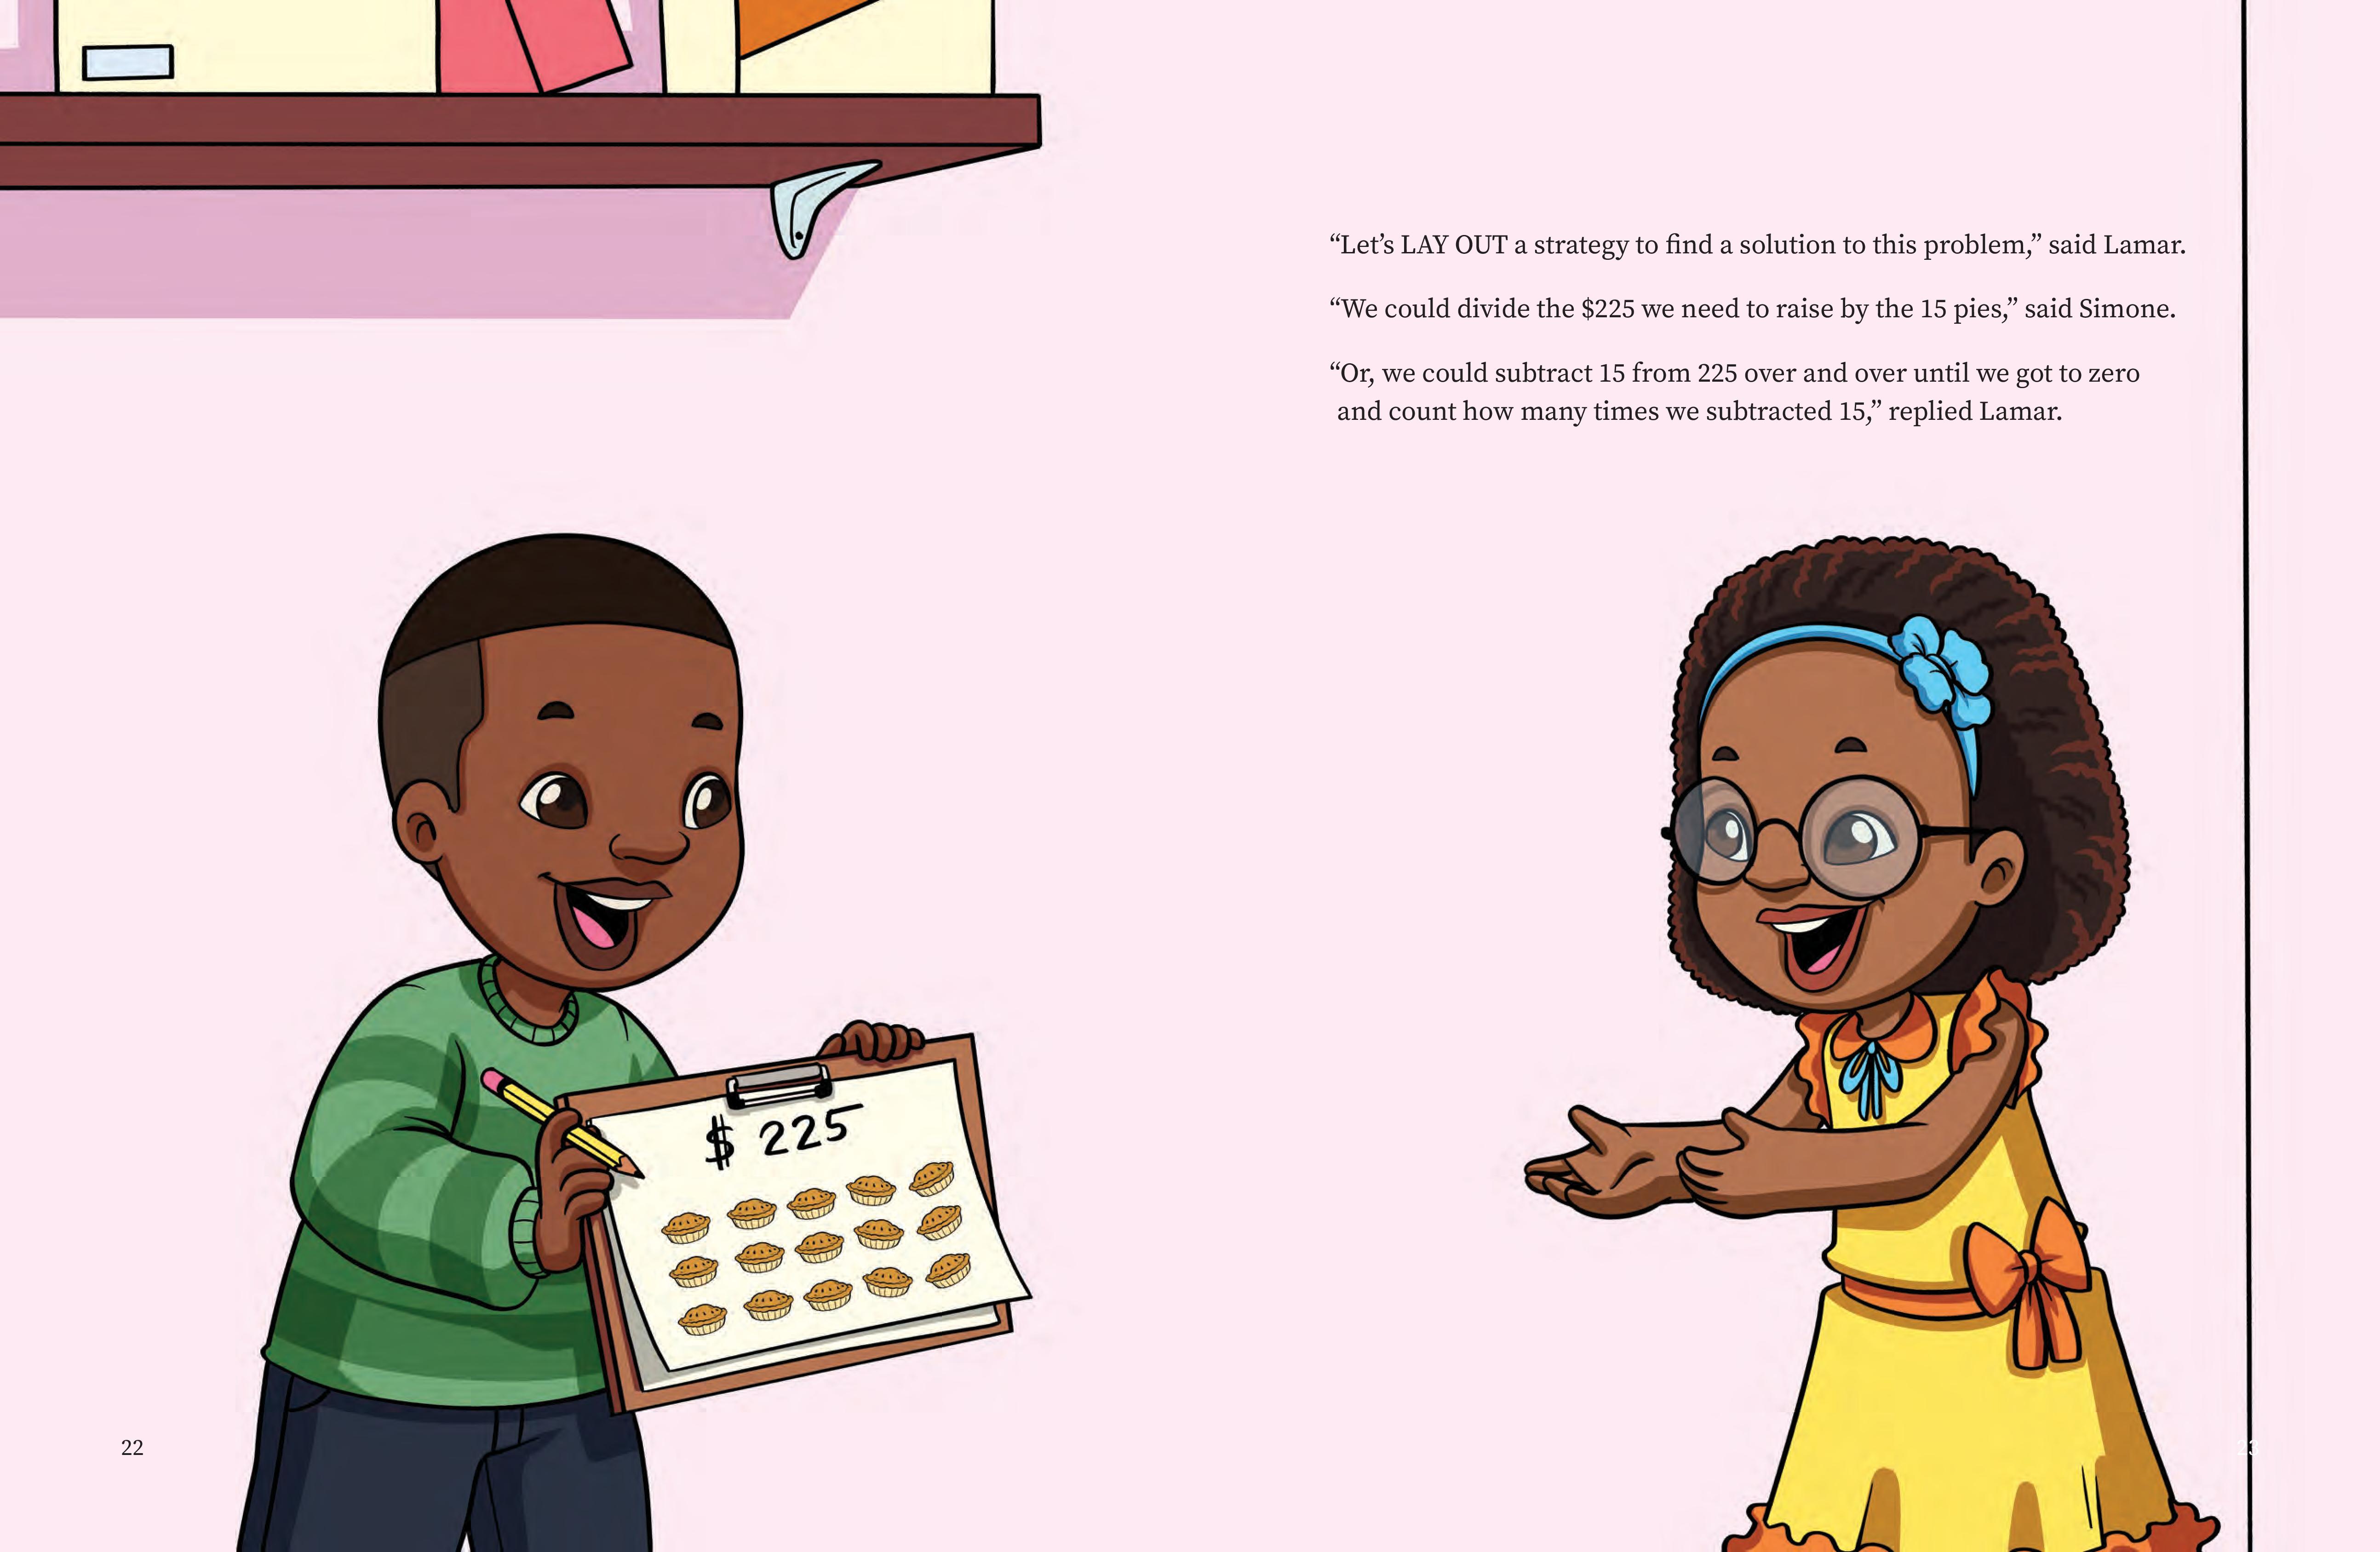 “Let’s LAY OUT a strategy to find a solution to this problem,” said Lamar.
“We could divide the $225 we need to raise by the 15 pies,” said Simone.
“Or, we could subtract 15 from 225 over and over until we got to zero
and count how many times we subtracted 15,” replied Lamar.
$ 225
22
23